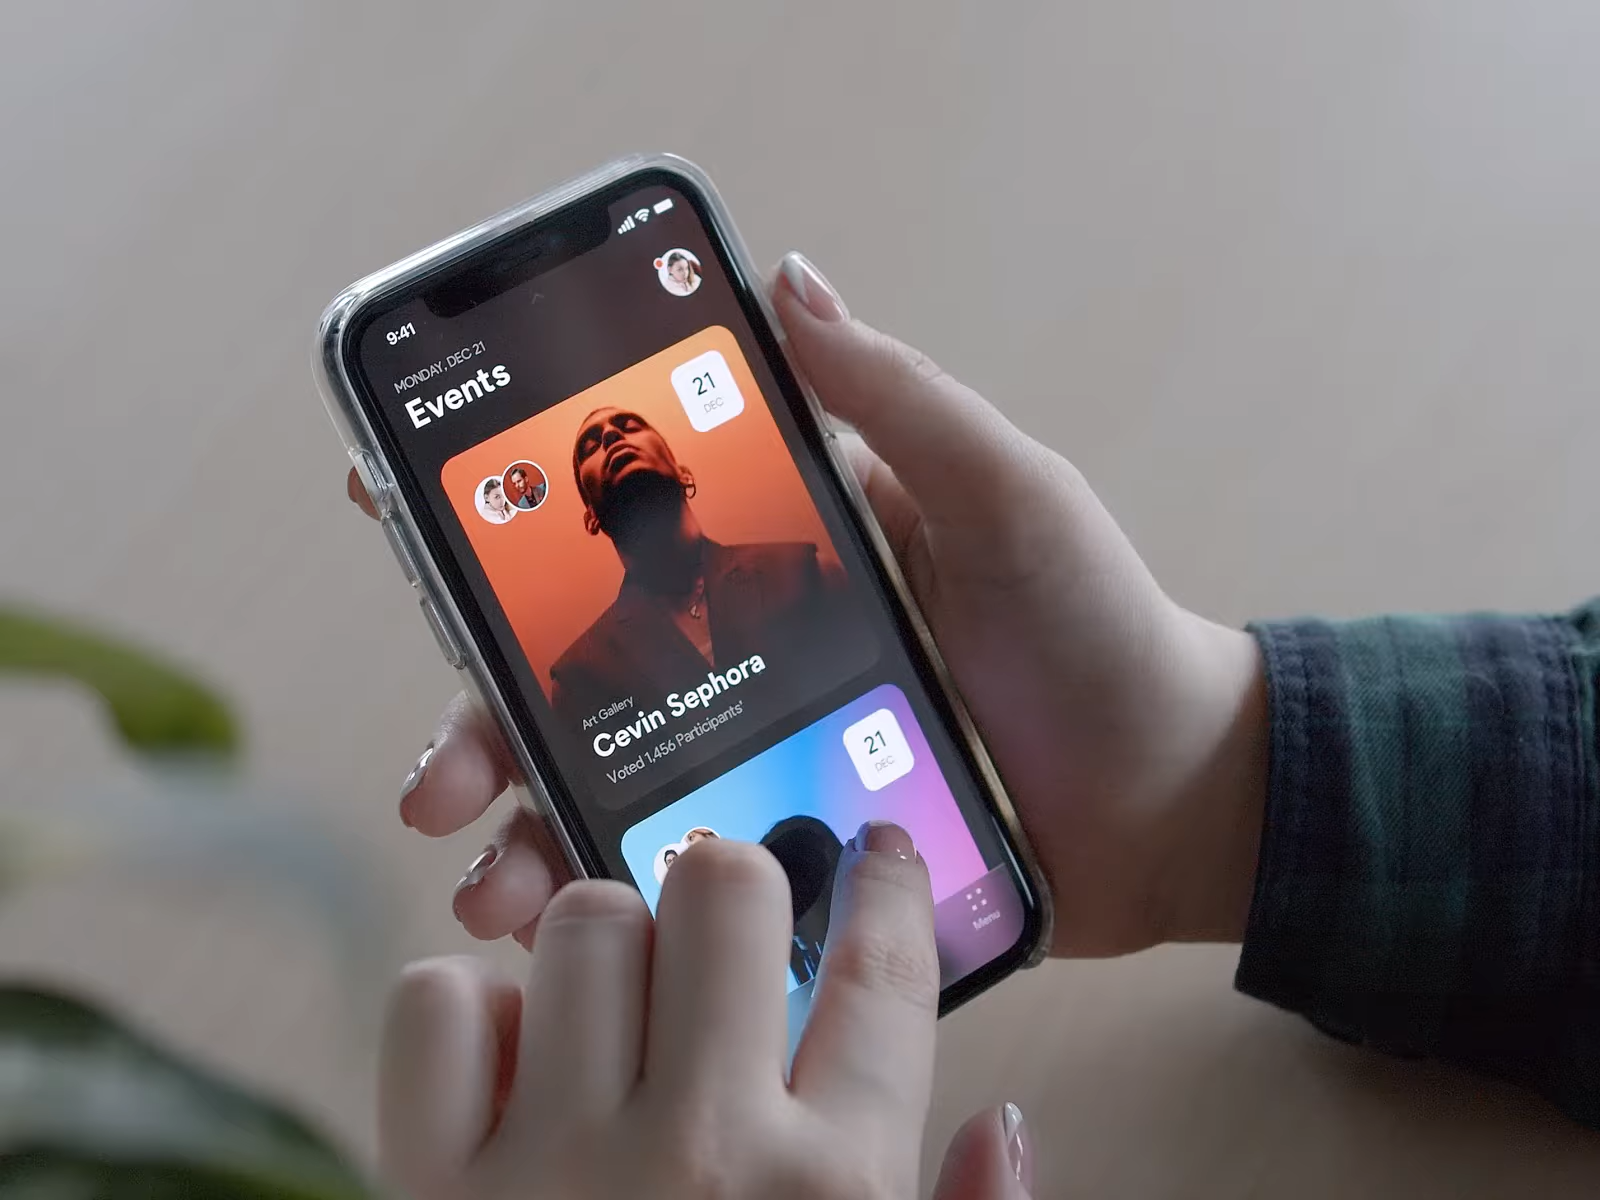 9:41
MONDAY, DEC 21
Events
21
DEC
Art Gallery
Cevin Sephora
Voted 1,456 Participants'
21
DEC
Menu